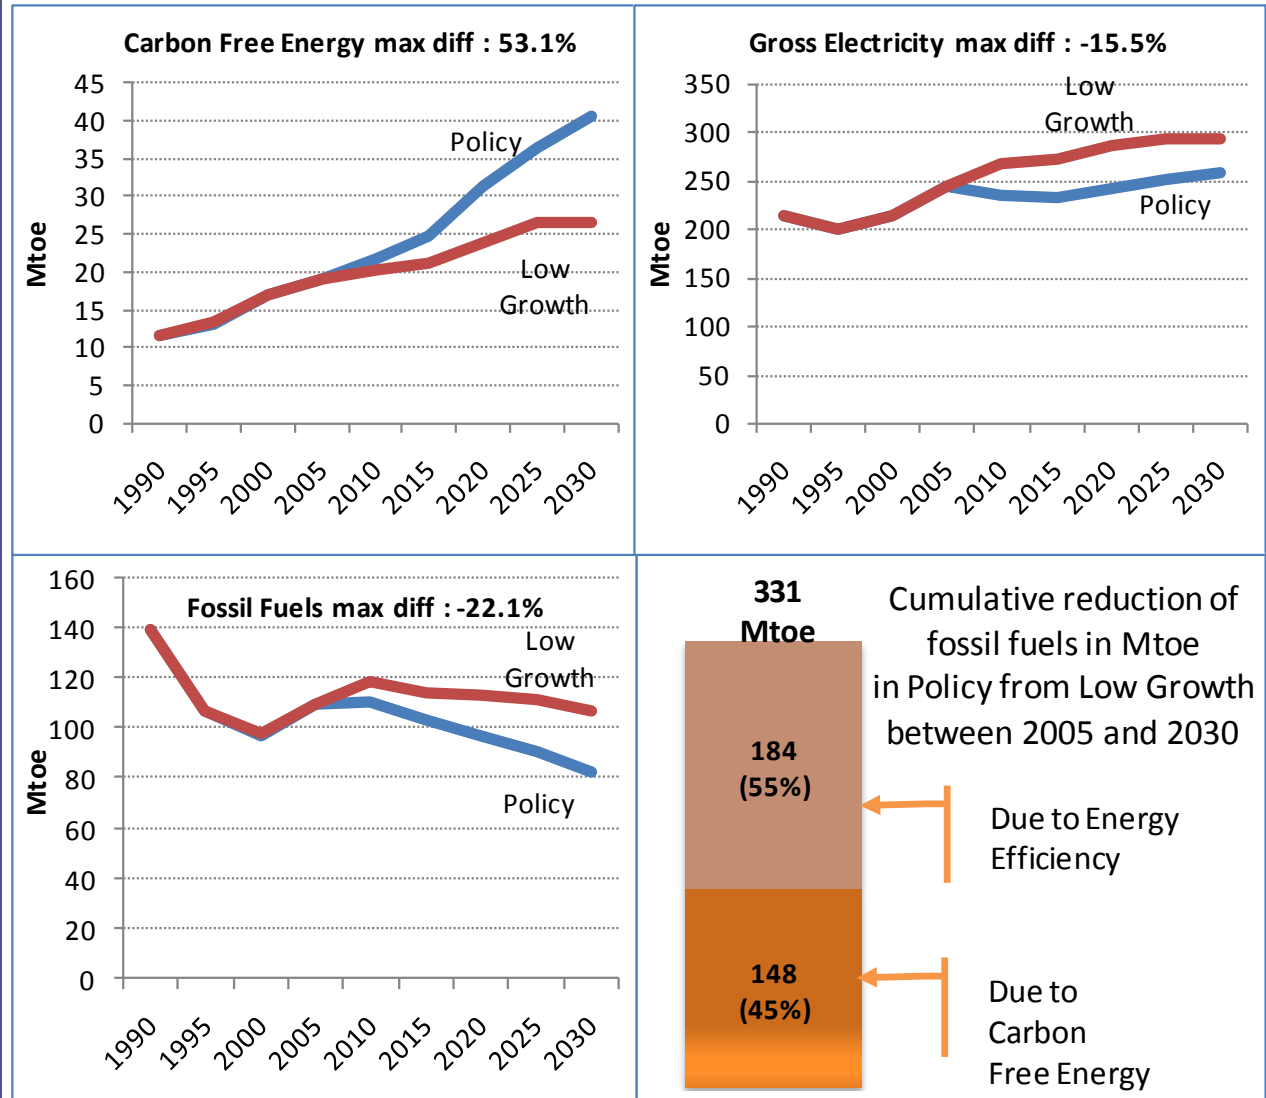 Carbon Free Energy max diff : 53.1%
45
40
35
30
25
20
15
10
5
0
Mtoe
Policy
Low
Growth
1990
1995
2000
2005
2010
2015
2020
2025
2030
Gross Electricity max diff : -15.5%
350
300
250
200
150
100
50
0
Mtoe
Low
Growth
Policy
1990
1995
2000
2005
2010
2015
2020
2025
2030
Fossil Fuels max diff : -22.1%
160
140
120
100
80
60
40
20
0
Mtoe
Low
Growth
Policy
1990
1995
2000
2005
2010
2015
2020
2025
2030
331
Mtoe
184
(55%)
148
(45%)
Cumulative reduction of
fossil fuels in Mtoe
in Policy from Low Growth
between 2005 and 2030
Due to Energy
Efficiency
Due to
Carbon
Free Energy